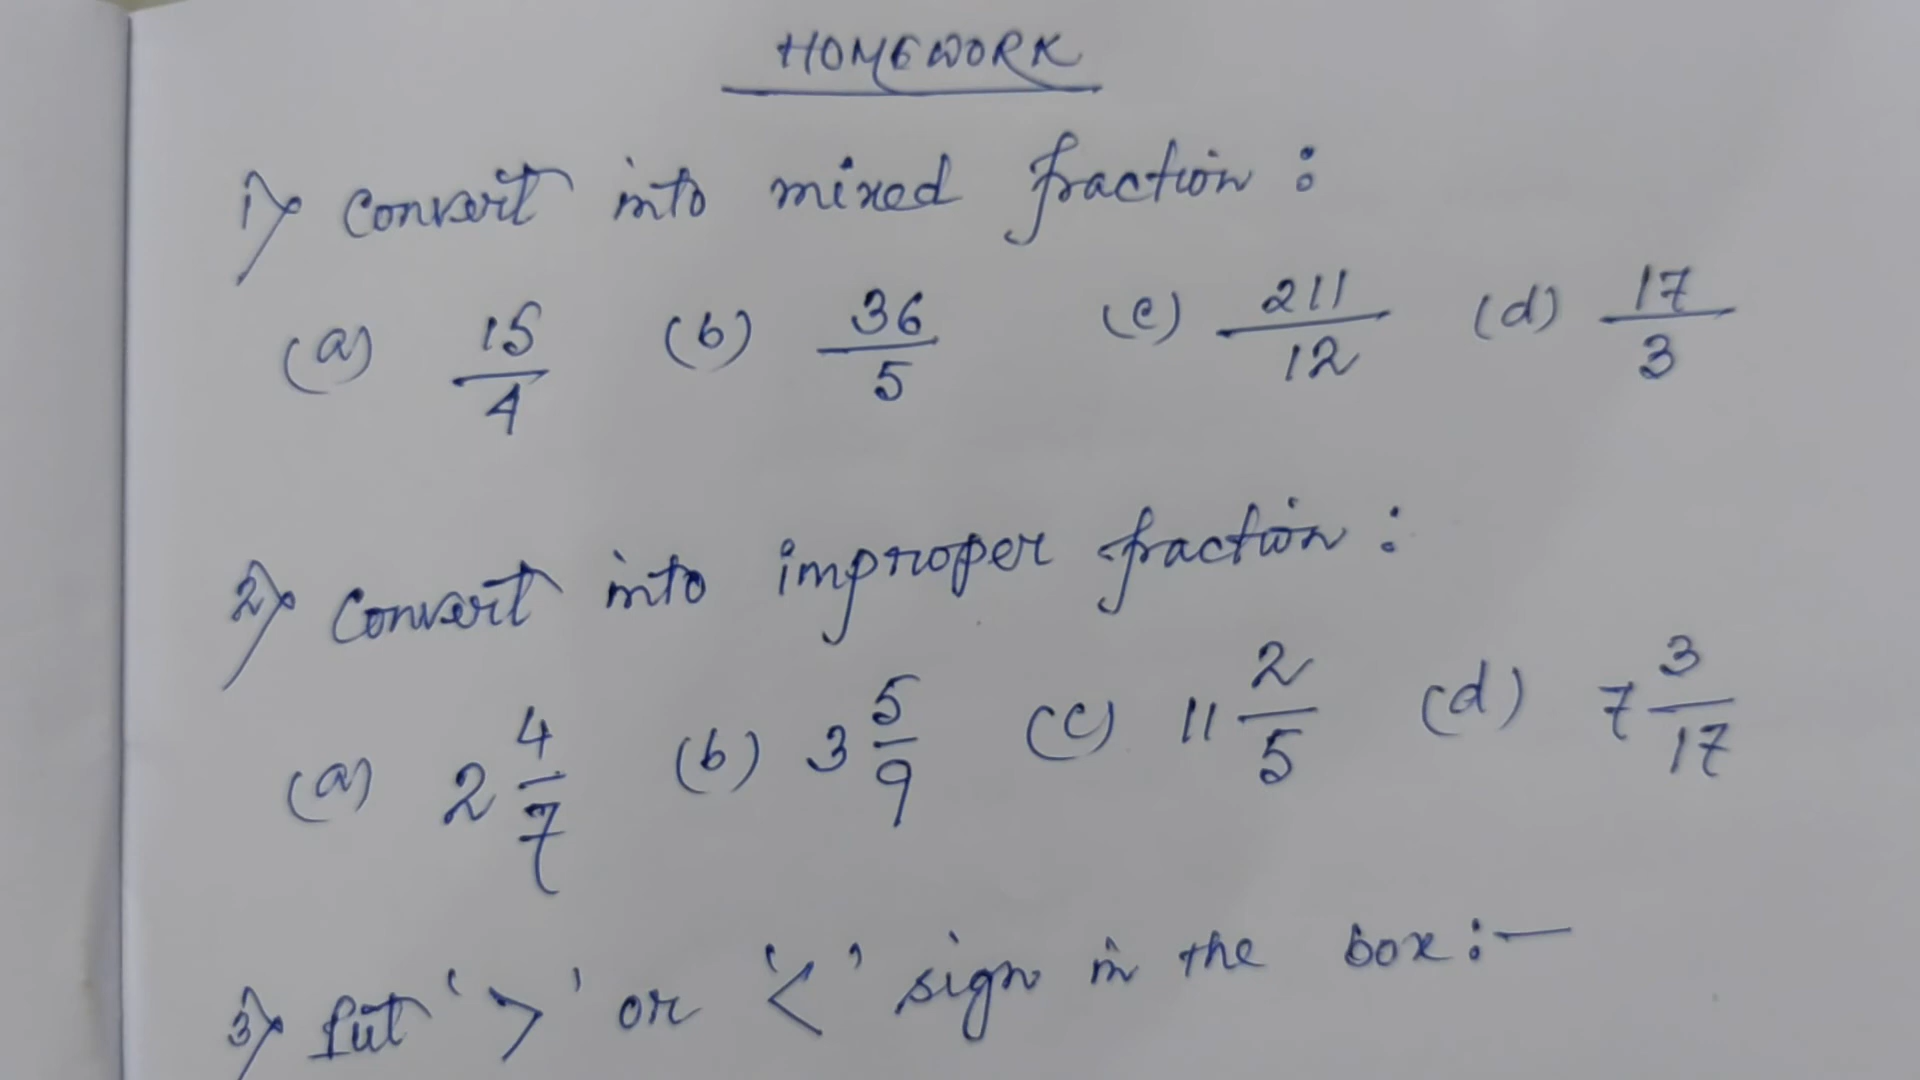 HOMEWORK
1) Convert into mixed fraction :
(a) 15/4 (b) 36/5 (c) 211/12 (d) 17/3
2) Convert into improper fraction :
(a) 2 4/7 (b) 3 5/9 (c) 11 2/5 (d) 7 3/17
3) Put '>' or '<' sign in the box :—